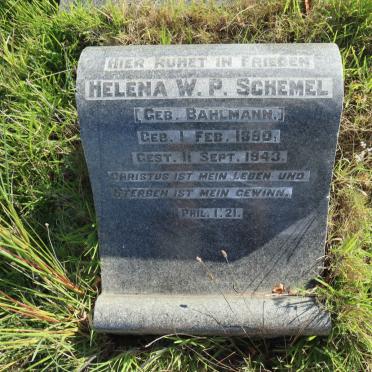 HIER RUHET IN FRIEDEN
HELENA W. P. SCHEMEL
(GEB. BAHLMANN.)
GEB. 1 FEB. 1880.
GEST. 11 SEPT. 1943.
CHRISTUS IST MEIN LEBEN UND
STERBEN IST MEIN GEWINN.
PHIL. 1:21.